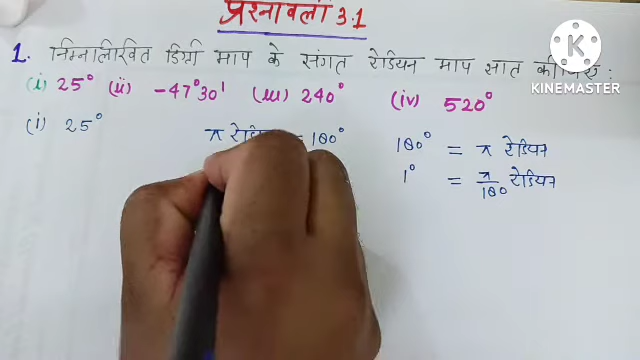 प्रश्नावली 3.1
1. निम्नलिखित डिग्री माप के संगत रेडियन माप ज्ञात कीजिए :
(i) 25° (ii) -47°30' (iii) 240° (iv) 520°
(i) 25° π रेडियन = 180° 180° = π रेडियन
1° = π/180 रेडियन
KINEMASTER